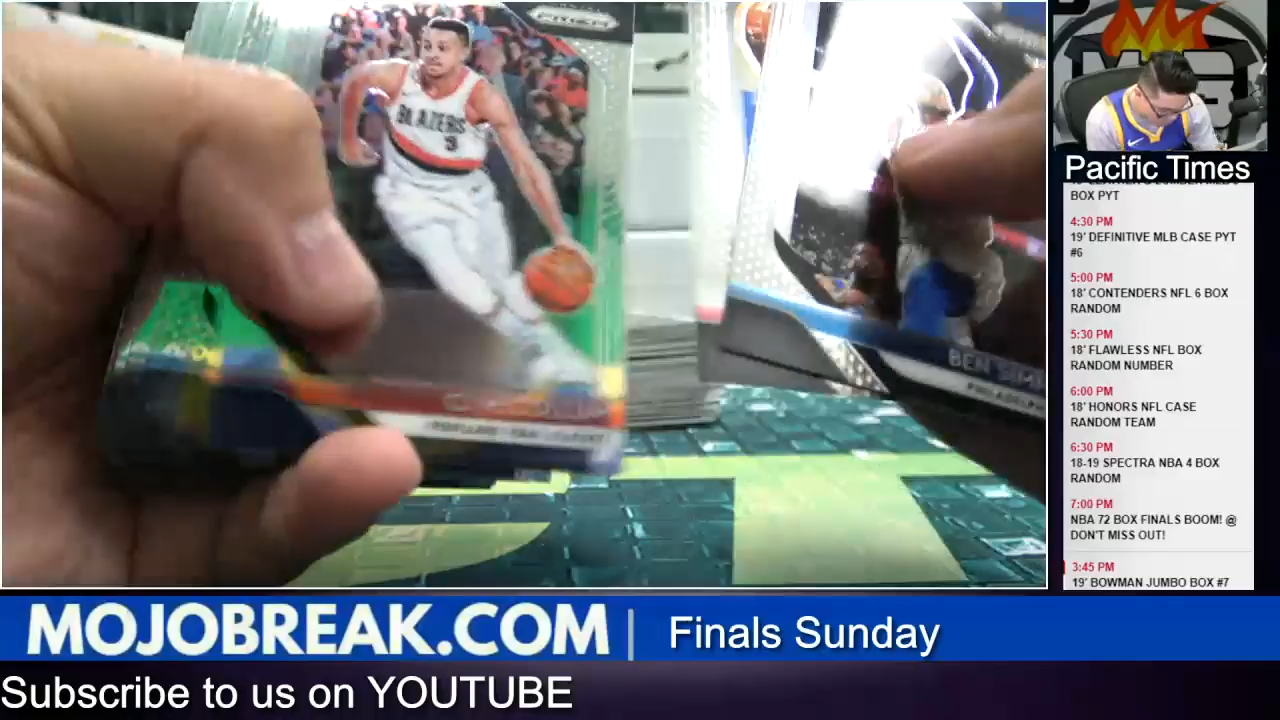 PRIZM
BLAZERS
3
BEN SIM
PHILADELPH
Pacific Times
BOX PYT
4:30 PM
19' DEFINITIVE MLB CASE PYT
#6
5:00 PM
18' CONTENDERS NFL 6 BOX
RANDOM
5:30 PM
18' FLAWLESS NFL BOX
RANDOM NUMBER
6:00 PM
18' HONORS NFL CASE
RANDOM TEAM
6:30 PM
18-19 SPECTRA NBA 4 BOX
RANDOM
7:00 PM
NBA 72 BOX FINALS BOOM! @
DON'T MISS OUT!
3:45 PM
19' BOWMAN JUMBO BOX #7
MOJOBREAK.COM | Finals Sunday
Subscribe to us on YOUTUBE